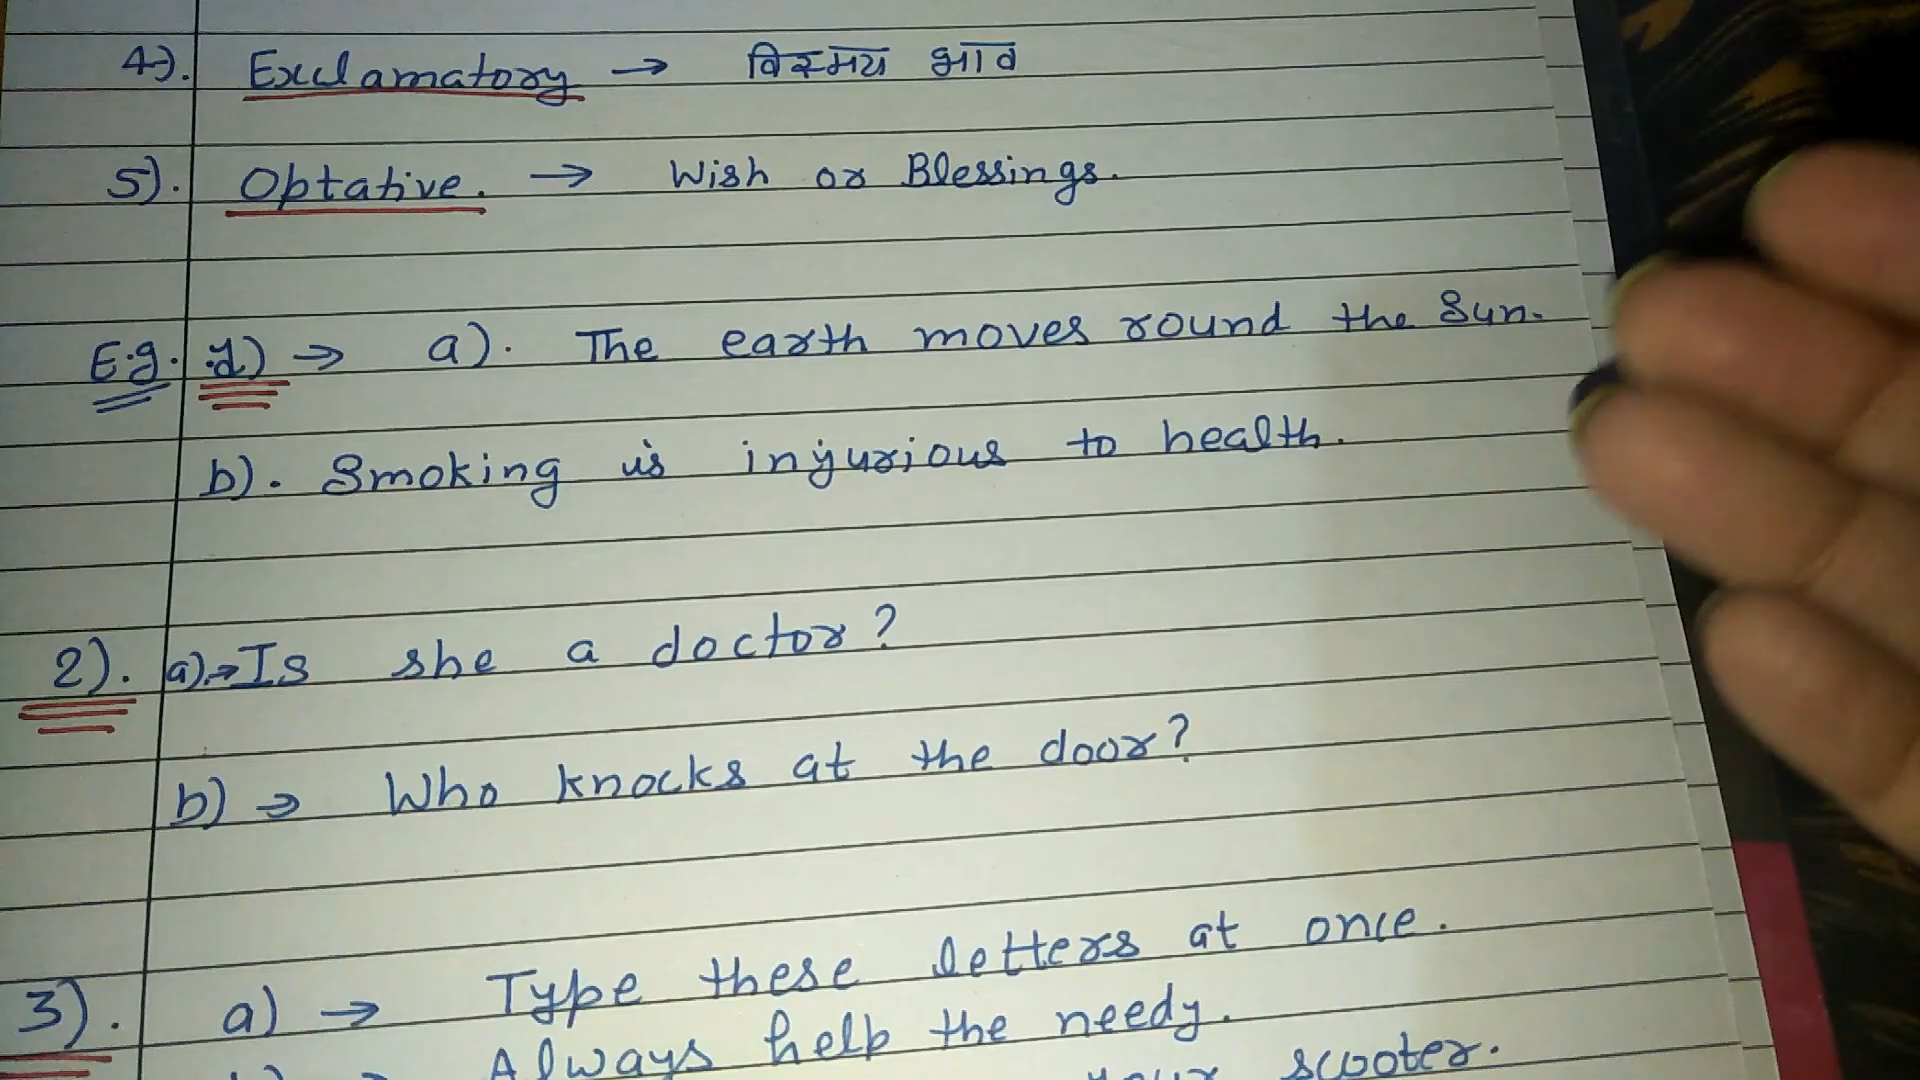 4). Exclamatory → विस्मय भाव
5). Optative. → Wish or Blessings.
E.g. 1) → a). The earth moves round the Sun.
b). Smoking is injurious to health.
2). a).→ Is she a doctor?
b) → Who knocks at the door?
3). a) → Type these letters at once.
Always help the needy.
your scooter.